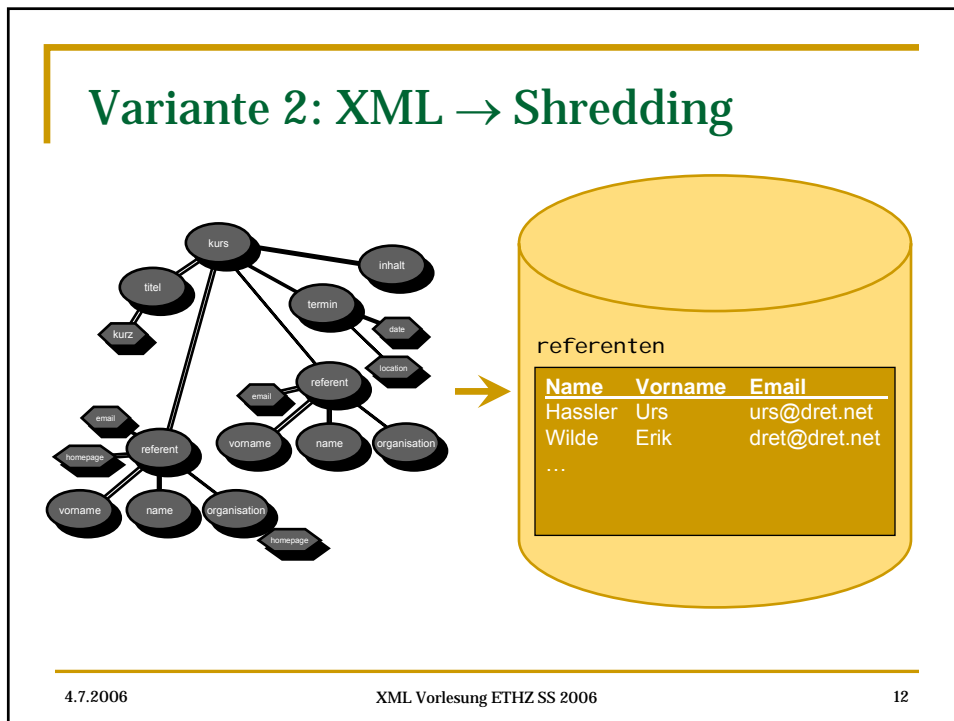 Variante 2: XML → Shredding
kurs
inhalt
titel
termin
kurz
date
location
referent
email
vorname
name
organisation
email
referent
homepage
vorname
name
organisation
homepage
referenten
Name Vorname Email
Hassler Urs urs@dret.net
Wilde Erik dret@dret.net
…
4.7.2006 XML Vorlesung ETHZ SS 2006 12